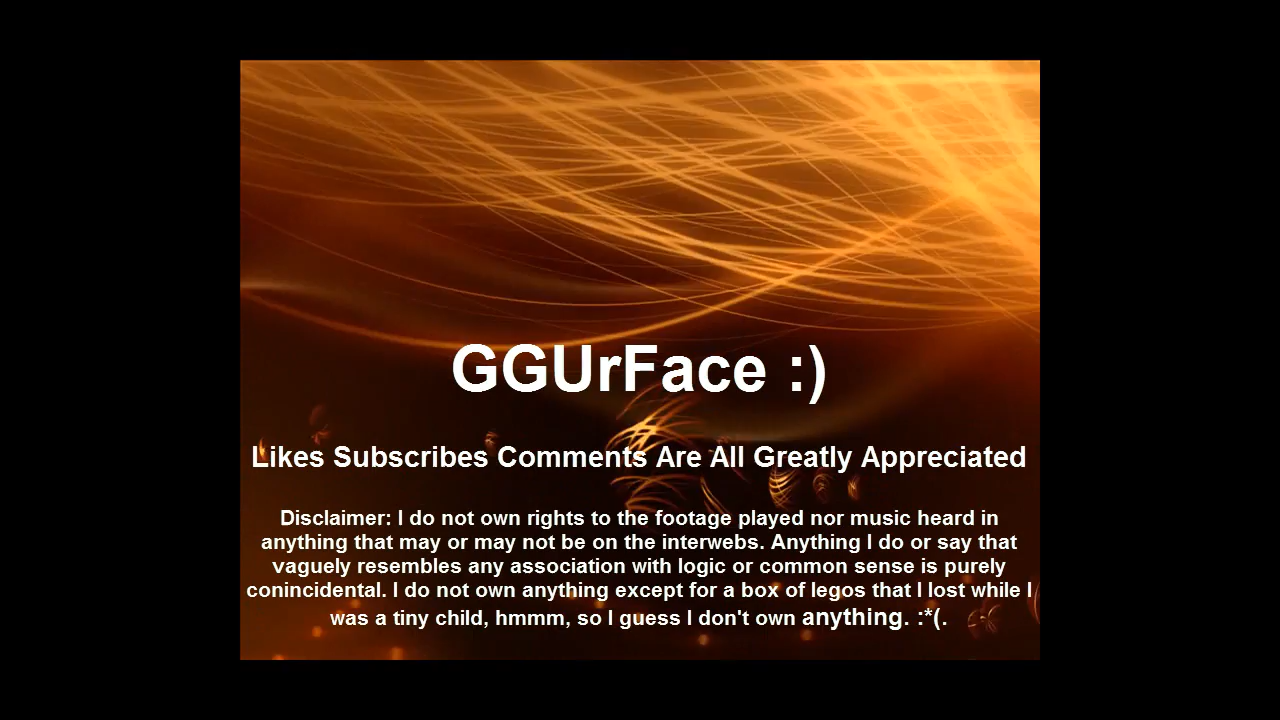 GGUrFace :)
Likes Subscribes Comments Are All Greatly Appreciated
Disclaimer: I do not own rights to the footage played nor music heard in
anything that may or may not be on the interwebs. Anything I do or say that
vaguely resembles any association with logic or common sense is purely
conincidental. I do not own anything except for a box of legos that I lost while I
was a tiny child, hmmm, so I guess I don't own anything. :*(.